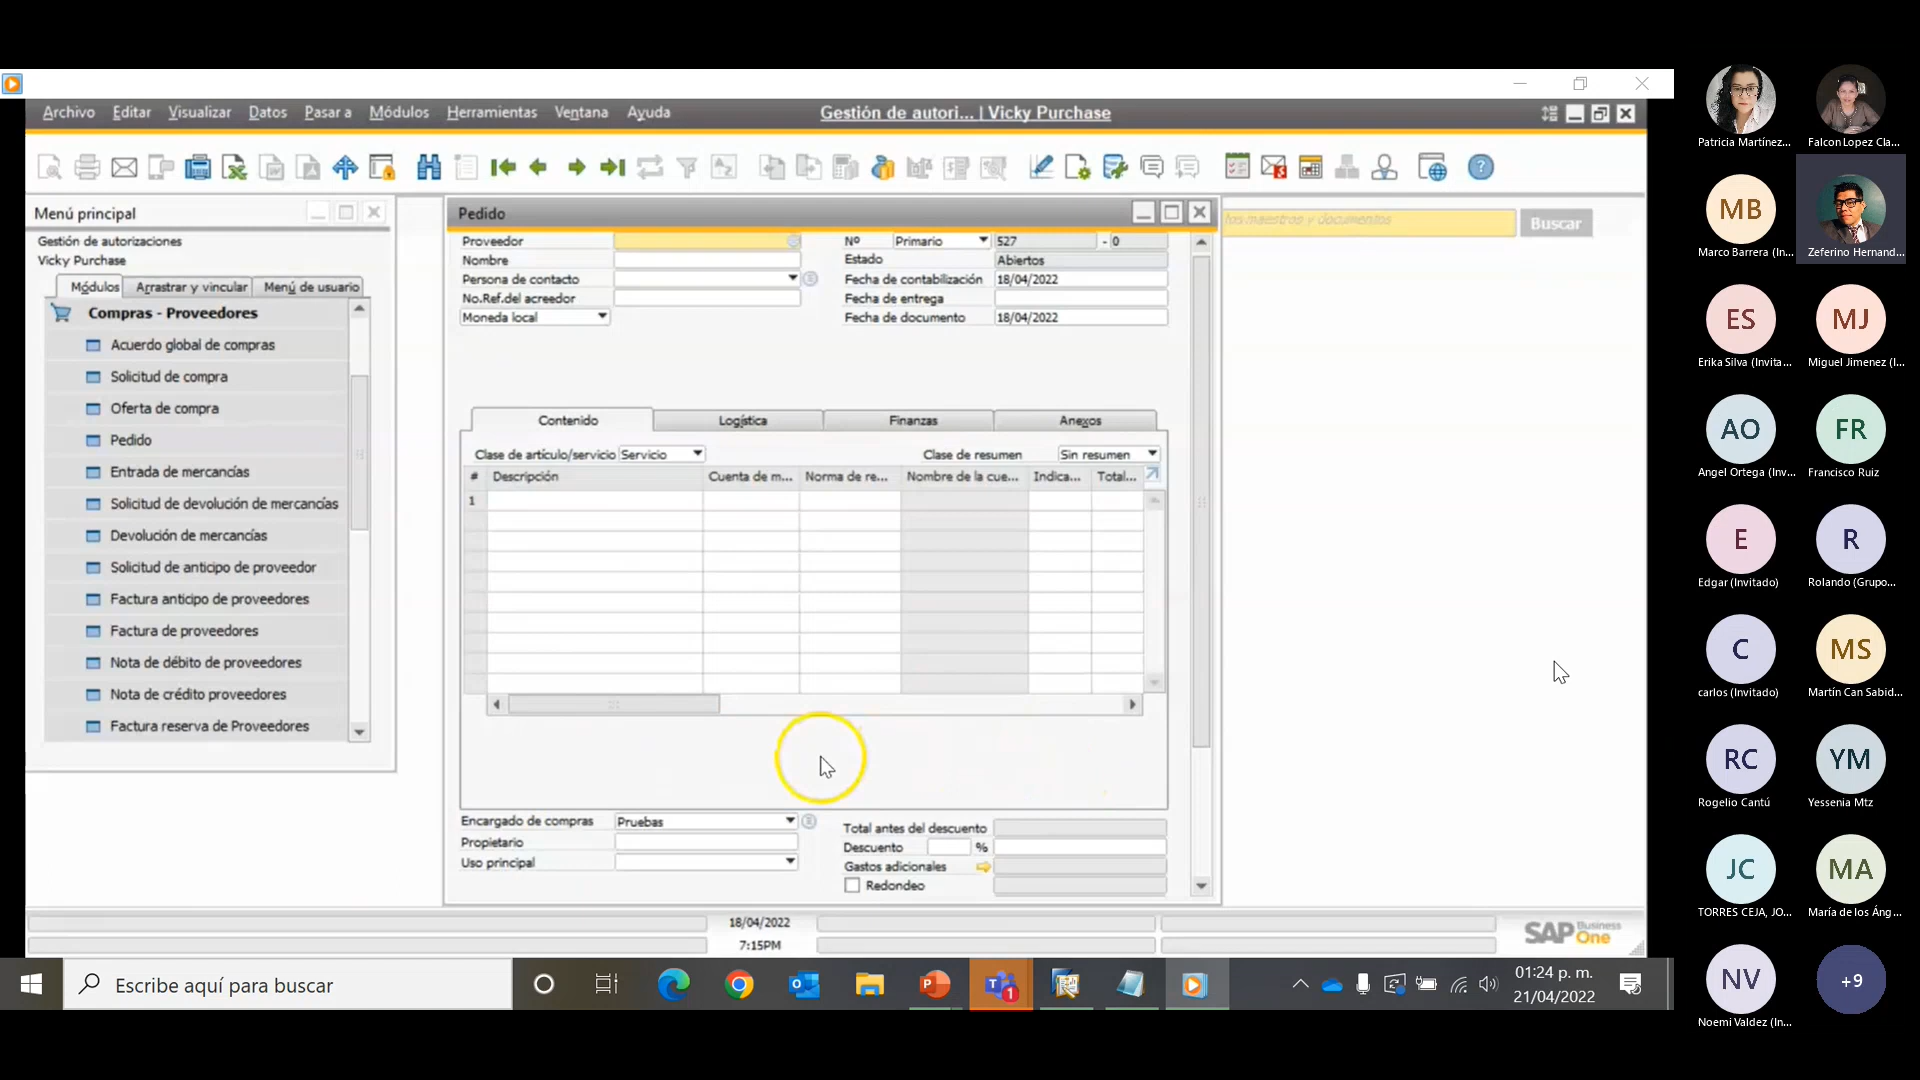 Archivo Editar Visualizar Datos Pasar a Módulos Herramientas Ventana Ayuda
Gestión de autori... | Vicky Purchase
Menú principal
Gestión de autorizaciones
Vicky Purchase
Módulos Arrastrar y vincular Menú de usuario
Compras - Proveedores
Acuerdo global de compras
Solicitud de compra
Oferta de compra
Pedido
Entrada de mercancías
Solicitud de devolución de mercancías
Devolución de mercancías
Solicitud de anticipo de proveedor
Factura anticipo de proveedores
Factura de proveedores
Nota de débito de proveedores
Nota de crédito proveedores
Factura reserva de Proveedores
Pedido
Proveedor
Nombre
Persona de contacto
No.Ref.del acreedor
Moneda local
Nº Primario 527 - 0
Estado Abiertos
Fecha de contabilización 18/04/2022
Fecha de entrega
Fecha de documento 18/04/2022
Contenido Logística Finanzas Anexos
Clase de artículo/servicio Servicio Clase de resumen Sin resumen
# Descripción Cuenta de m... Norma de re... Nombre de la cue... Indica... Total...
1
Encargado de compras Pruebas
Propietario
Uso principal
Total antes del descuento
Descuento %
Gastos adicionales
Redondeo
maestros y documentos
Buscar
18/04/2022
7:15PM
SAP Business One
Escribe aquí para buscar
1
01:24 p. m.
21/04/2022
Patricia Martínez...
Falcon Lopez Cla...
MB
Marco Barrera (In...
Zeferino Hernand...
ES
Erika Silva (Invita...
MJ
Miguel Jimenez (I...
AO
Angel Ortega (Inv...
FR
Francisco Ruiz
E
Edgar (Invitado)
R
Rolando (Grupo...
C
carlos (Invitado)
MS
Martín Can Sabid...
RC
Rogelio Cantú
YM
Yessenia Mtz
JC
TORRES CEJA, JO...
MA
María de los Áng...
NV
Noemi Valdez (In...
+9